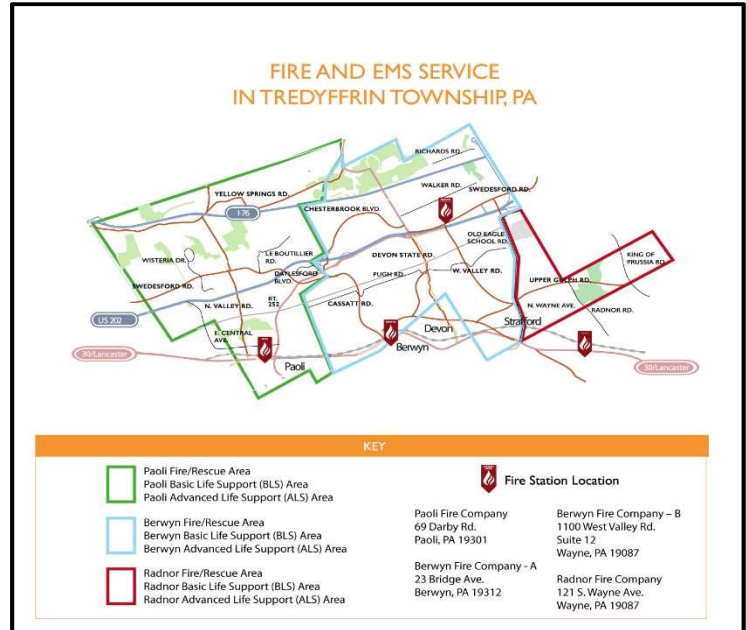 FIRE AND EMS SERVICE
IN TREDYFFRIN TOWNSHIP, PA
RICHARDS RD.
YELLOW SPRINGS RD.
WALKER RD.
SWEDESFORD RD.
I-76
CHESTERBROOK BLVD.
OLD EAGLE
SCHOOL RD.
WISTERIA DR.
LE BOUTILLIER
RD.
DEVON STATE RD.
KING OF
PRUSSIA RD.
DAYLESFORD
BLVD.
PUGH RD.
W. VALLEY RD.
SWEDESFORD RD.
UPPER GULPH RD.
N. VALLEY RD.
RT.
252
CASSATT RD.
N. WAYNE AVE.
RADNOR RD.
US 202
E. CENTRAL
AVE.
Devon
Strafford
Berwyn
30/Lancaster
Paoli
30/Lancaster
KEY
Paoli Fire/Rescue Area
Paoli Basic Life Support (BLS) Area
Paoli Advanced Life Support (ALS) Area
Berwyn Fire/Rescue Area
Berwyn Basic Life Support (BLS) Area
Berwyn Advanced Life Support (ALS) Area
Radnor Fire/Rescue Area
Radnor Basic Life Support (BLS) Area
Radnor Advanced Life Support (ALS) Area
Fire Station Location
Paoli Fire Company
69 Darby Rd.
Paoli, PA 19301
Berwyn Fire Company - A
23 Bridge Ave.
Berwyn, PA 19312
Berwyn Fire Company – B
1100 West Valley Rd.
Suite 12
Wayne, PA 19087
Radnor Fire Company
121 S. Wayne Ave.
Wayne, PA 19087